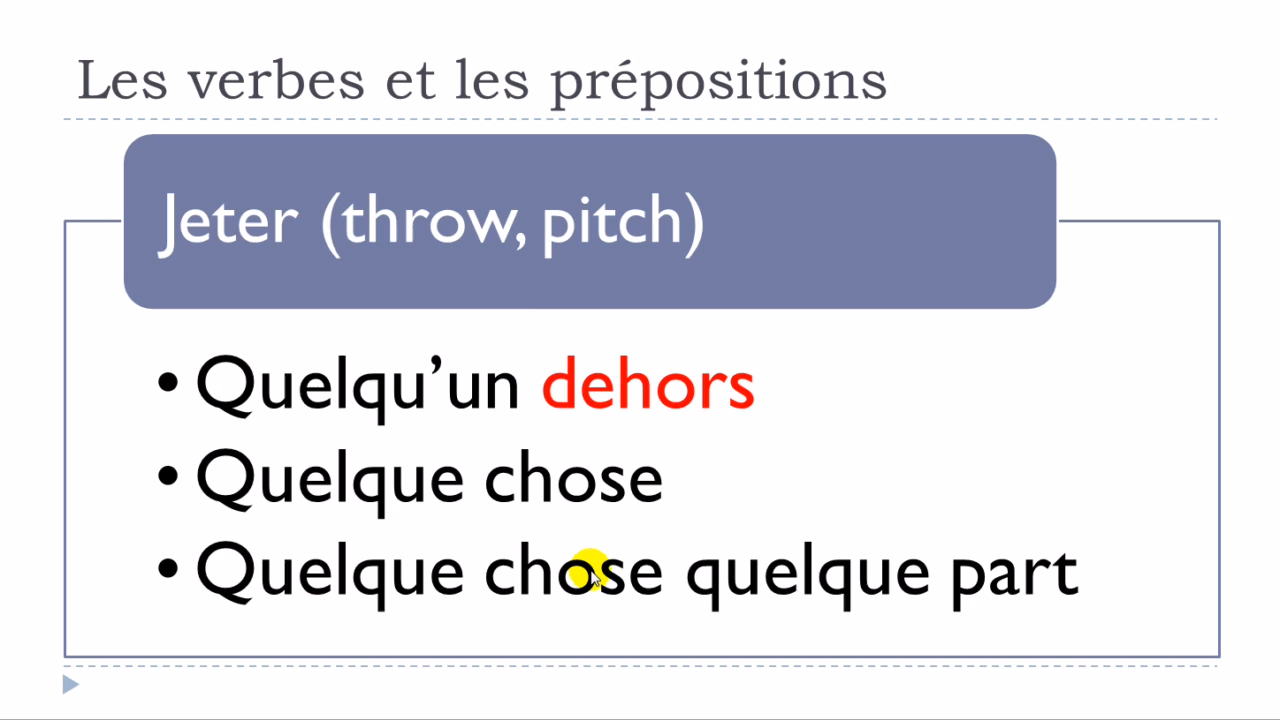 Les verbes et les prépositions
Jeter (throw, pitch)
• Quelqu’un dehors
• Quelque chose
• Quelque chose quelque part